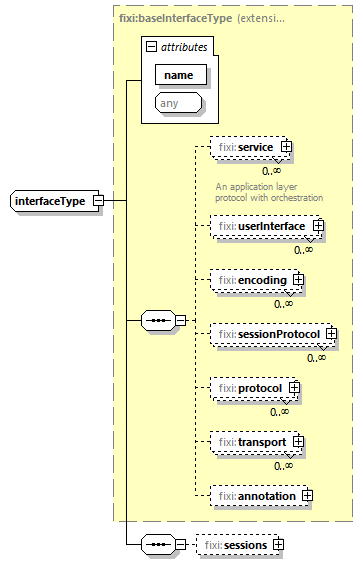 fixi:baseInterfaceType (extensi...
attributes
name
any
fixi:service
0..∞
An application layer
protocol with orchestration
interfaceType
fixi:userInterface
0..∞
fixi:encoding
0..∞
fixi:sessionProtocol
0..∞
fixi:protocol
0..∞
fixi:transport
0..∞
fixi:annotation
fixi:sessions